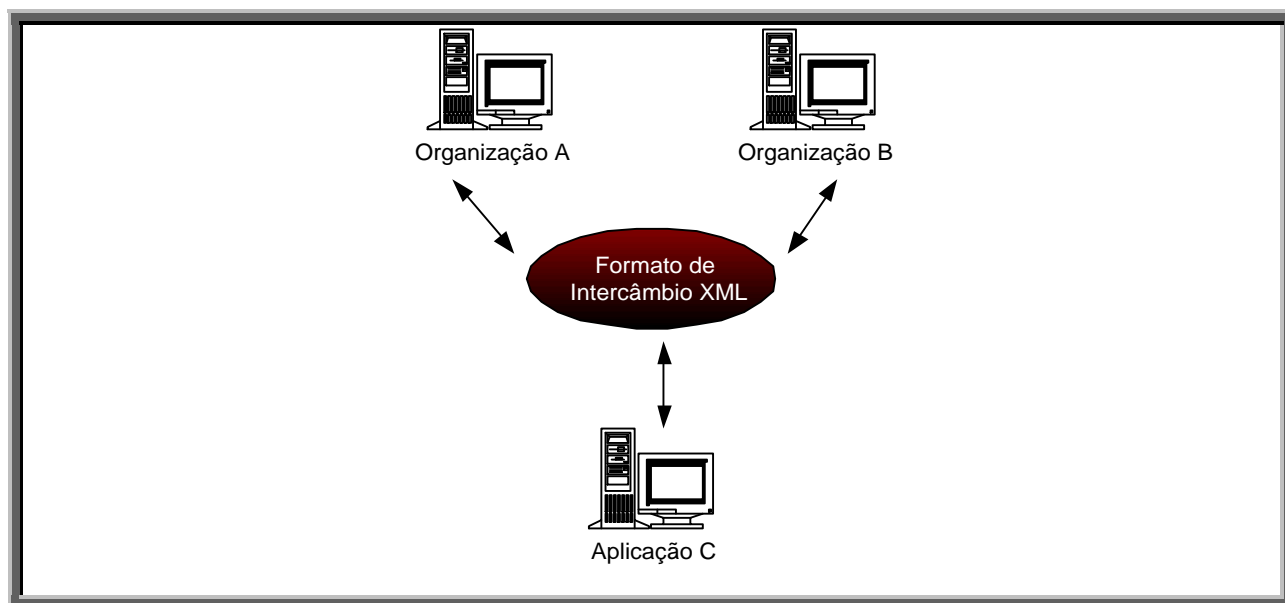 Organização A
Organização B
Formato de
Intercâmbio XML
Aplicação C